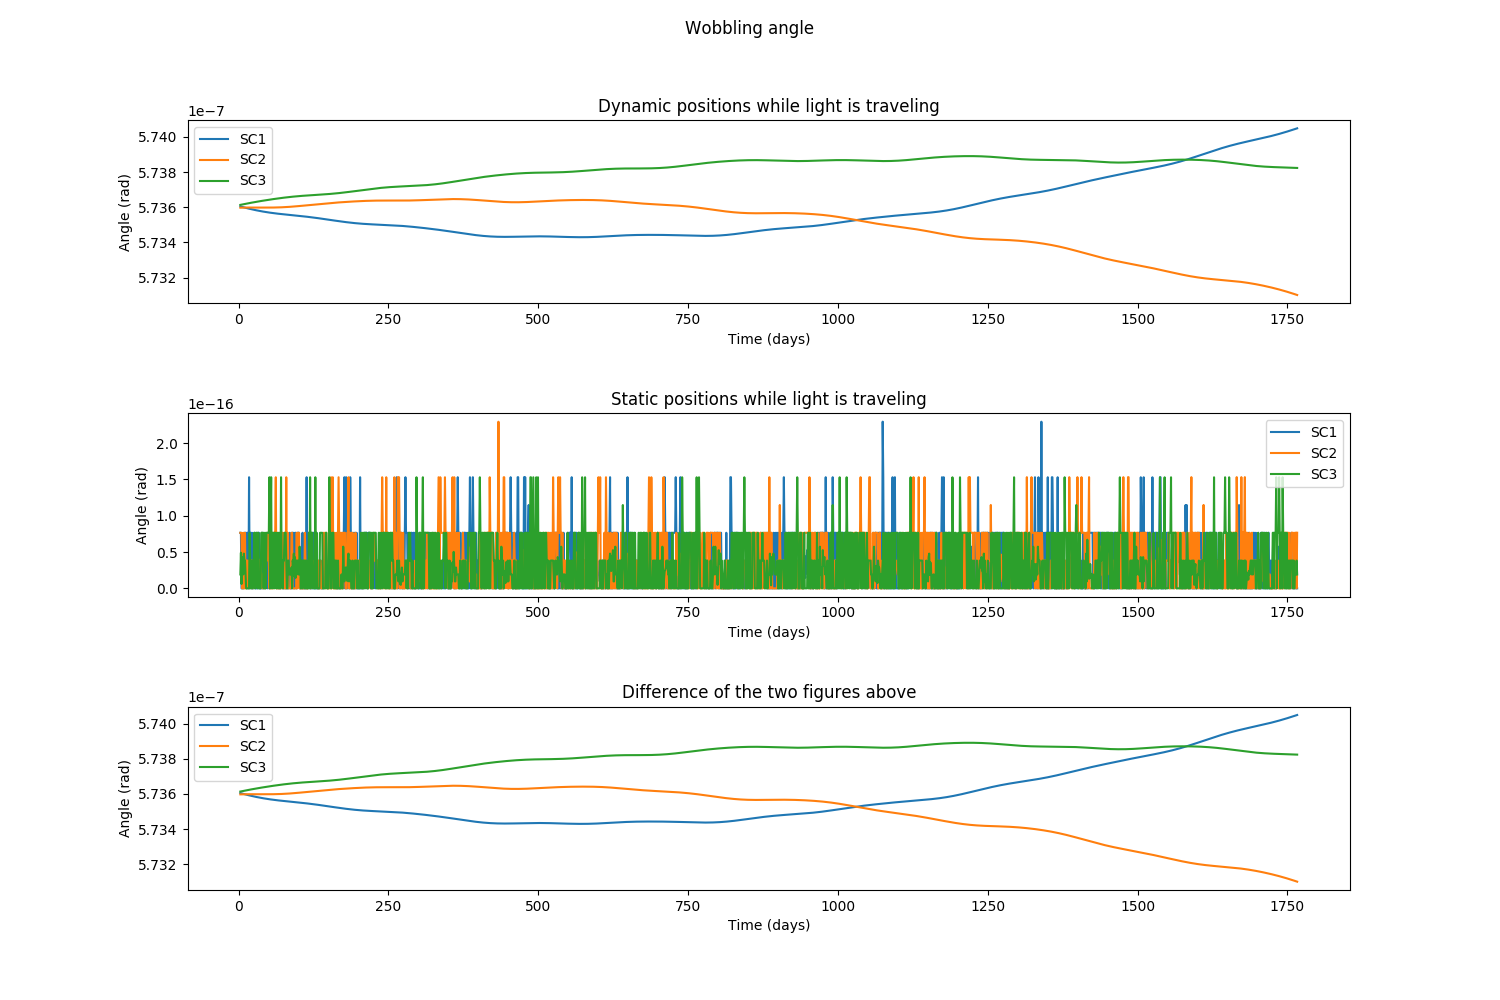 Wobbling angle
Dynamic positions while light is traveling
1e−7
5.740
5.738
5.736
5.734
5.732
Angle (rad)
SC1
SC2
SC3
0 250 500 750 1000 1250 1500 1750
Time (days)
Static positions while light is traveling
1e−16
2.0
1.5
1.0
0.5
0.0
Angle (rad)
SC1
SC2
SC3
0 250 500 750 1000 1250 1500 1750
Time (days)
Difference of the two figures above
1e−7
5.740
5.738
5.736
5.734
5.732
Angle (rad)
SC1
SC2
SC3
0 250 500 750 1000 1250 1500 1750
Time (days)